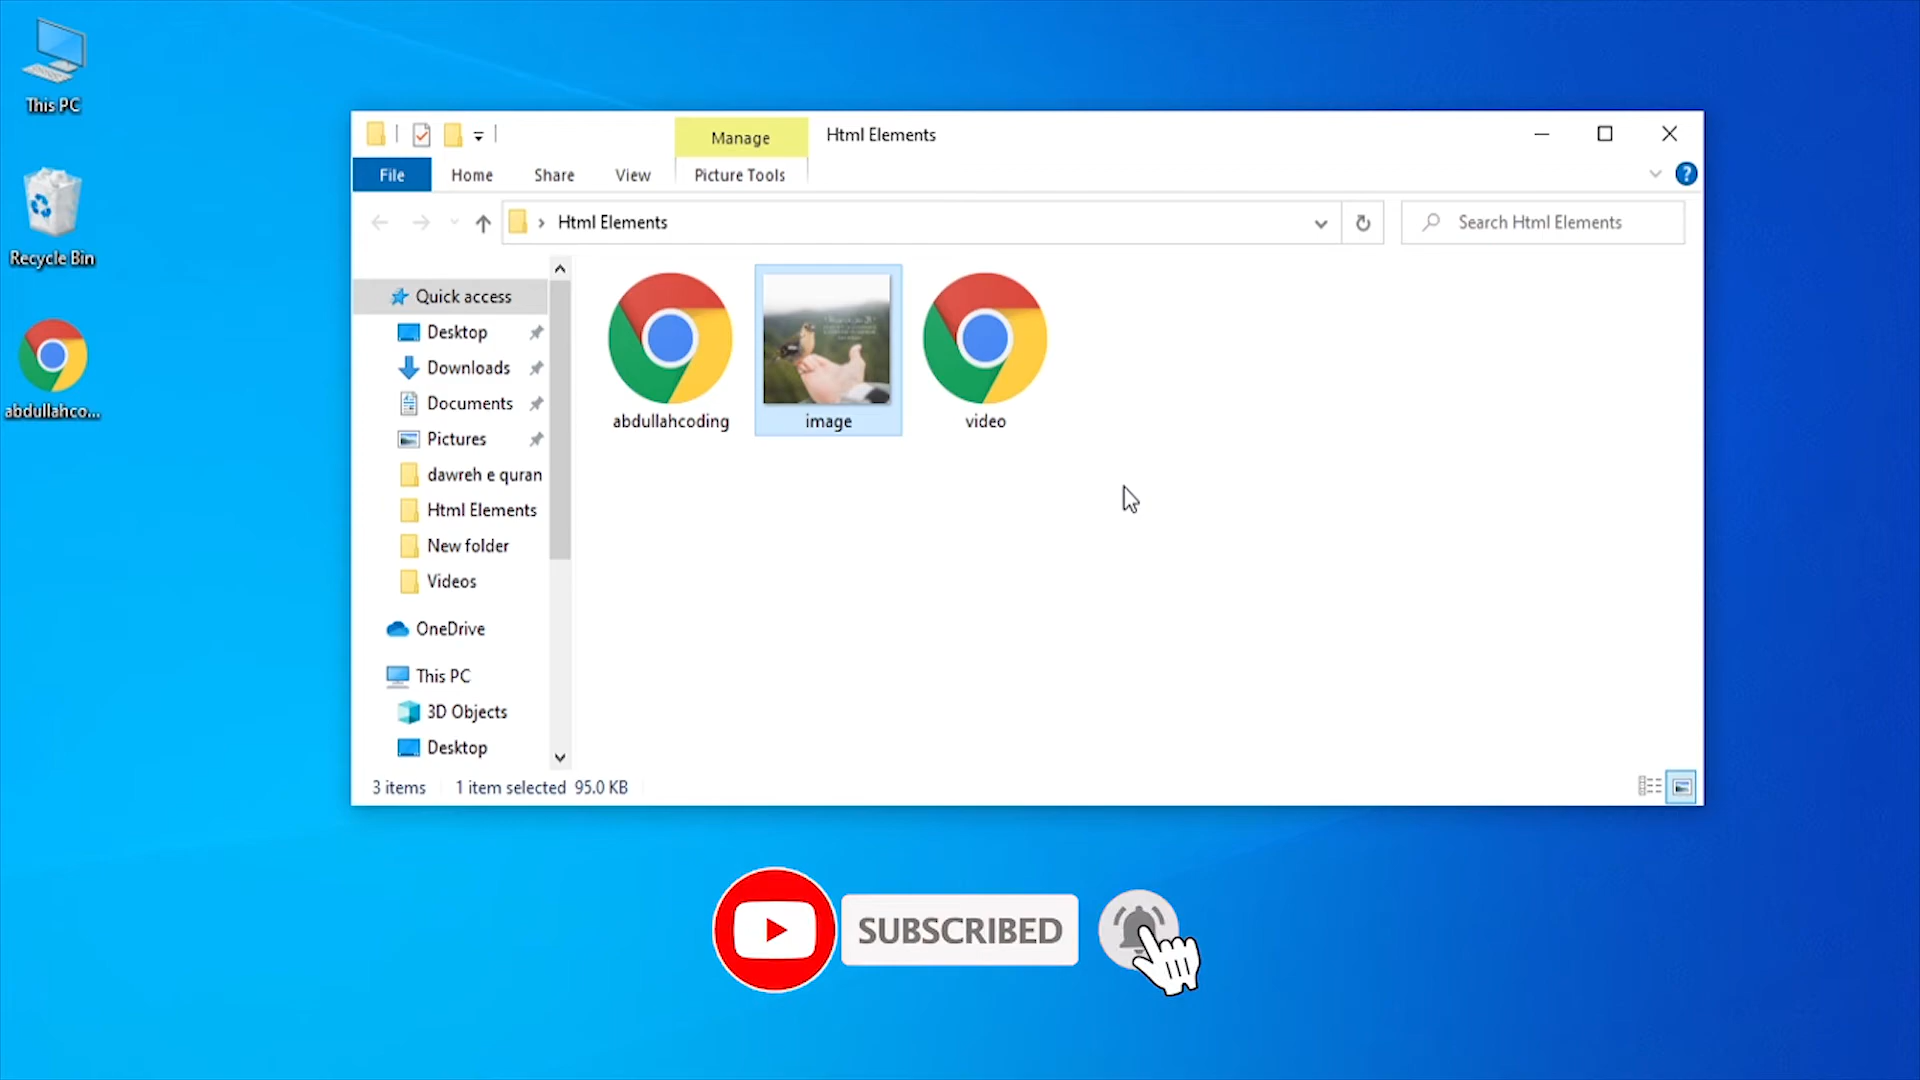 This PC
Recycle Bin
abdullahco...
Manage
Html Elements
File
Home
Share
View
Picture Tools
?
Html Elements
Search Html Elements
Quick access
Desktop
Downloads
Documents
Pictures
dawreh e quran
Html Elements
New folder
Videos
OneDrive
This PC
3D Objects
Desktop
abdullahcoding
image
video
3 items
1 item selected 95.0 KB
SUBSCRIBED